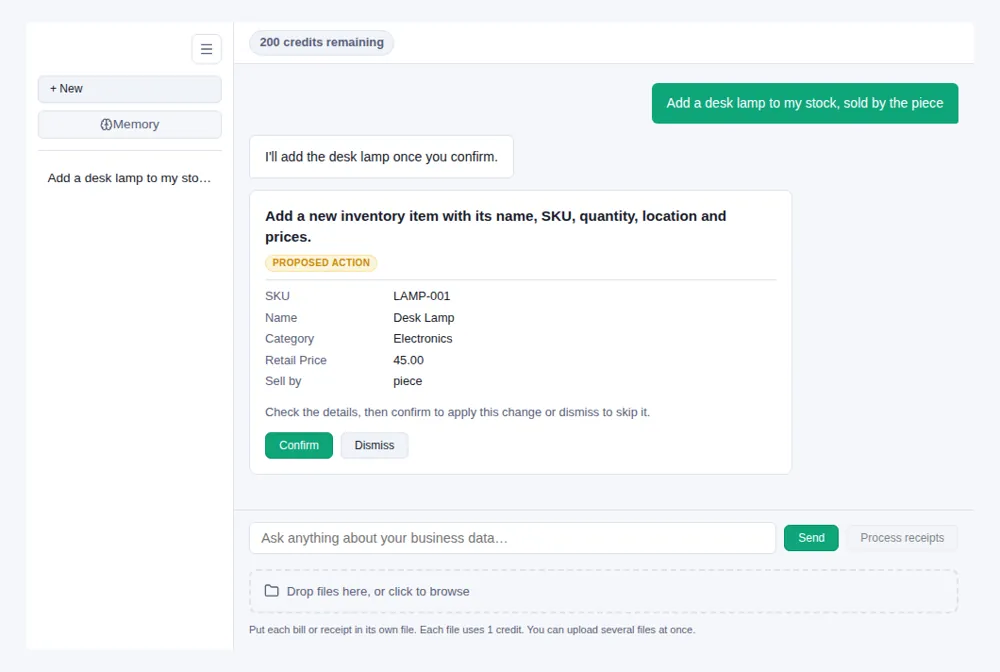 200 credits remaining
+ New
Memory
Add a desk lamp to my sto…
Add a desk lamp to my stock, sold by the piece
I'll add the desk lamp once you confirm.
Add a new inventory item with its name, SKU, quantity, location and
prices.
PROPOSED ACTION
SKU LAMP-001
Name Desk Lamp
Category Electronics
Retail Price 45.00
Sell by piece
Check the details, then confirm to apply this change or dismiss to skip it.
Confirm Dismiss
Ask anything about your business data…
Send Process receipts
Drop files here, or click to browse
Put each bill or receipt in its own file. Each file uses 1 credit. You can upload several files at once.